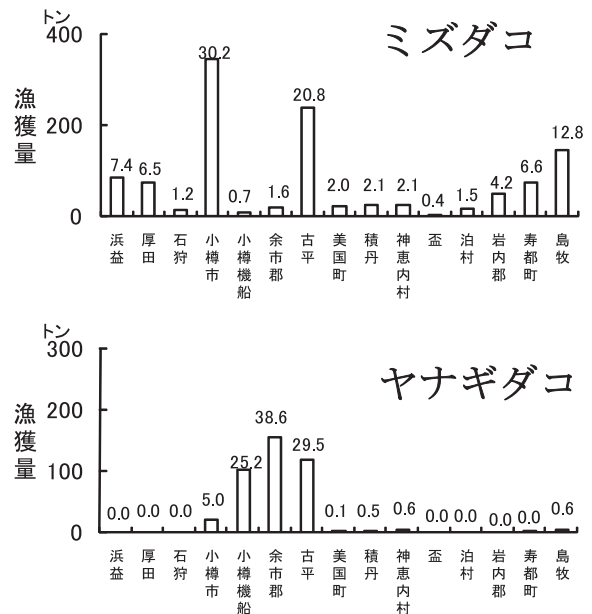 トン
ミズダコ
漁獲量
400
200
0
7.4 6.5 1.2 30.2 0.7 1.6 20.8 2.0 2.1 2.1 0.4 1.5 4.2 6.6 12.8
浜益 厚田 石狩 小樽市 小樽機船 余市郡 古平 美国町 積丹 神恵内村 盃 泊村 岩内郡 寿都町 島牧
トン
ヤナギダコ
漁獲量
300
200
100
0
0.0 0.0 0.0 5.0 25.2 38.6 29.5 0.1 0.5 0.6 0.0 0.0 0.0 0.0 0.6
浜益 厚田 石狩 小樽市 小樽機船 余市郡 古平 美国町 積丹 神恵内村 盃 泊村 岩内郡 寿都町 島牧